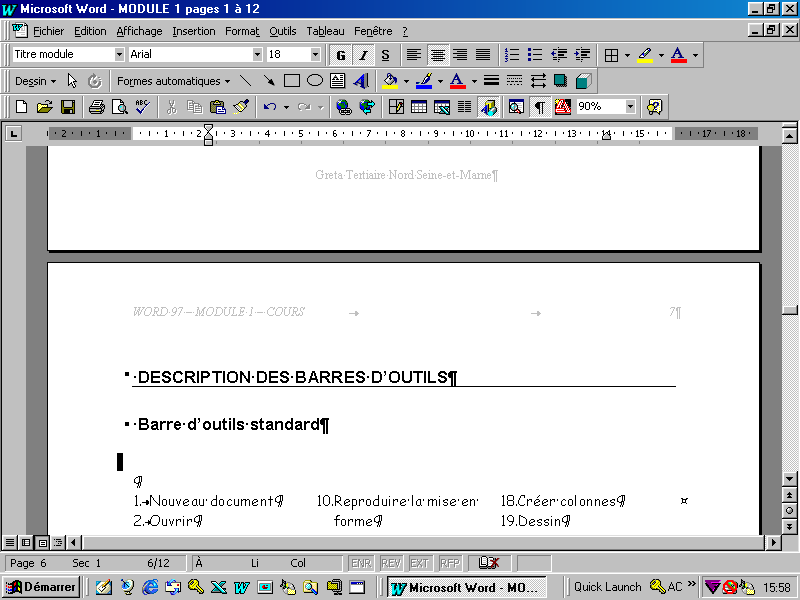 Microsoft Word - MODULE 1 pages 1 à 12
Fichier Edition Affichage Insertion Format Outils Tableau Fenêtre ?
Titre module Arial 18 G I S
Dessin Formes automatiques
90%
2 1 1 2 3 4 5 6 7 8 9 10 11 12 13 14 15 17 18
Greta·Tertiaire·Nord·Seine-et-Marne¶
WORD·97·-·MODULE·1·-·COURS → → 7¶
·DESCRIPTION·DES·BARRES·D'OUTILS¶
·Barre·d'outils·standard¶
¶
1.→Nouveau·document¶ 10.Reproduire·la·mise·en· 18.Créer·colonnes¶ ¤
2.→Ouvrir¶ forme¶ 19.Dessin¶
Page 6 Sec 1 6/12 À Li Col ENR REV EXT RFP
Démarrer Microsoft Word - MO... Quick Launch AC » 15:58